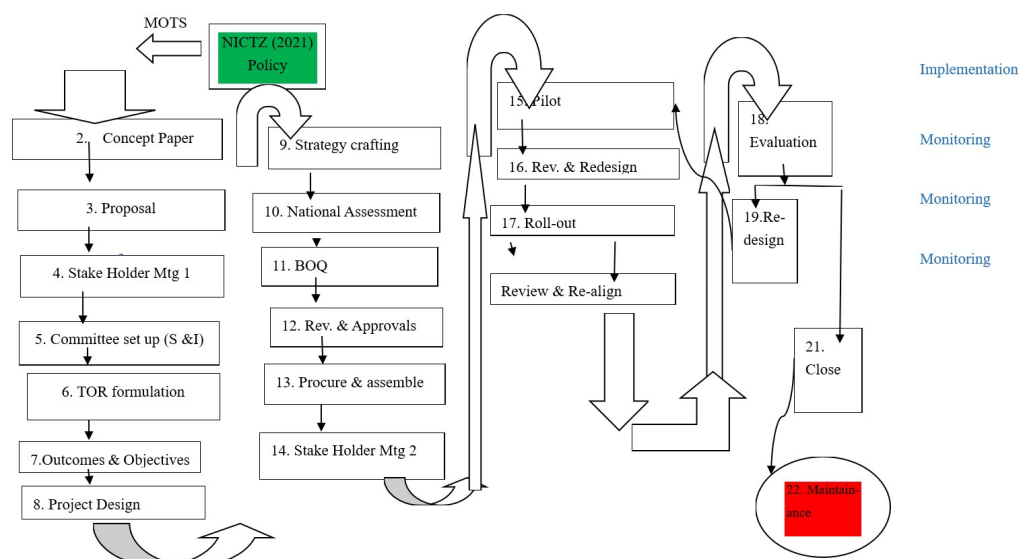 MOTS
NICTZ (2021)
Policy
2. Concept Paper
3. Proposal
4. Stake Holder Mtg 1
5. Committee set up (S &I)
6. TOR formulation
7.Outcomes & Objectives
8. Project Design
9. Strategy crafting
10. National Assessment
11. BOQ
12. Rev. & Approvals
13. Procure & assemble
14. Stake Holder Mtg 2
15. Pilot
16. Rev. & Redesign
17. Roll-out
Review & Re-align
18.
Evaluation
19.Re-
design
21.
Close
22. Maintain-
ance
Implementation
Monitoring
Monitoring
Monitoring